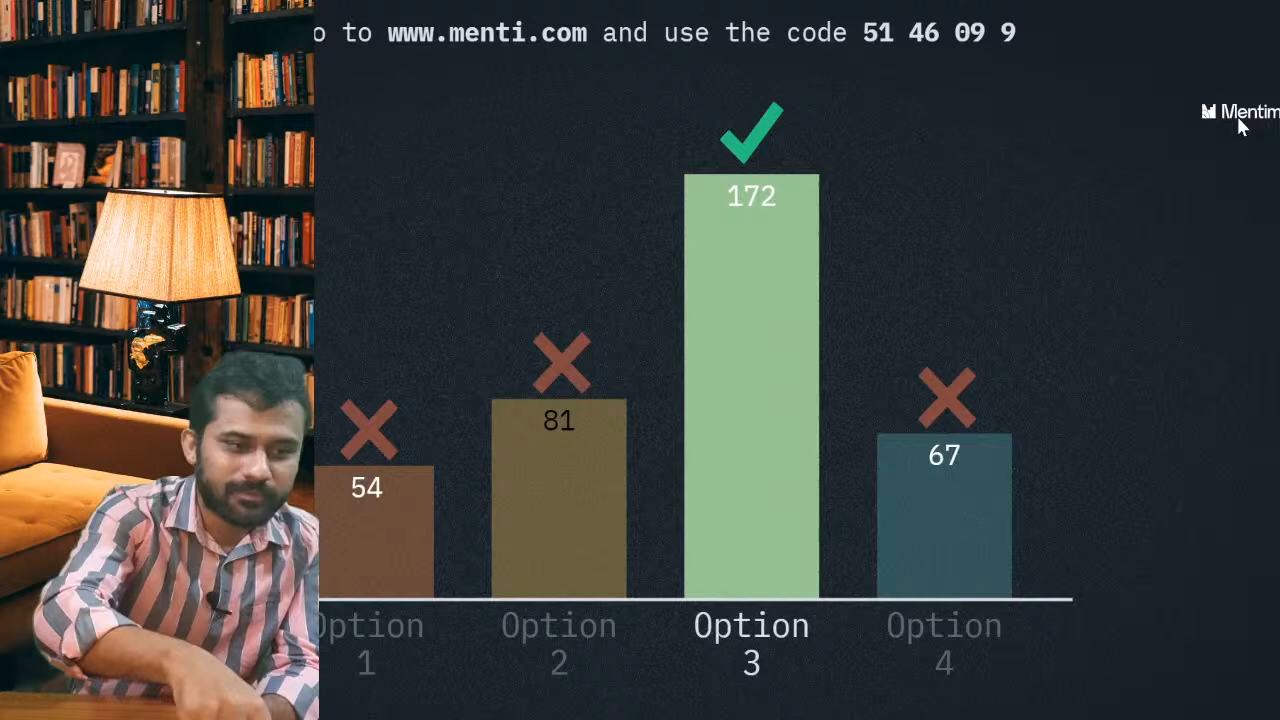 o to www.menti.com and use the code 51 46 09 9
Mentim
172
81
67
54
Option 1
Option 2
Option 3
Option 4